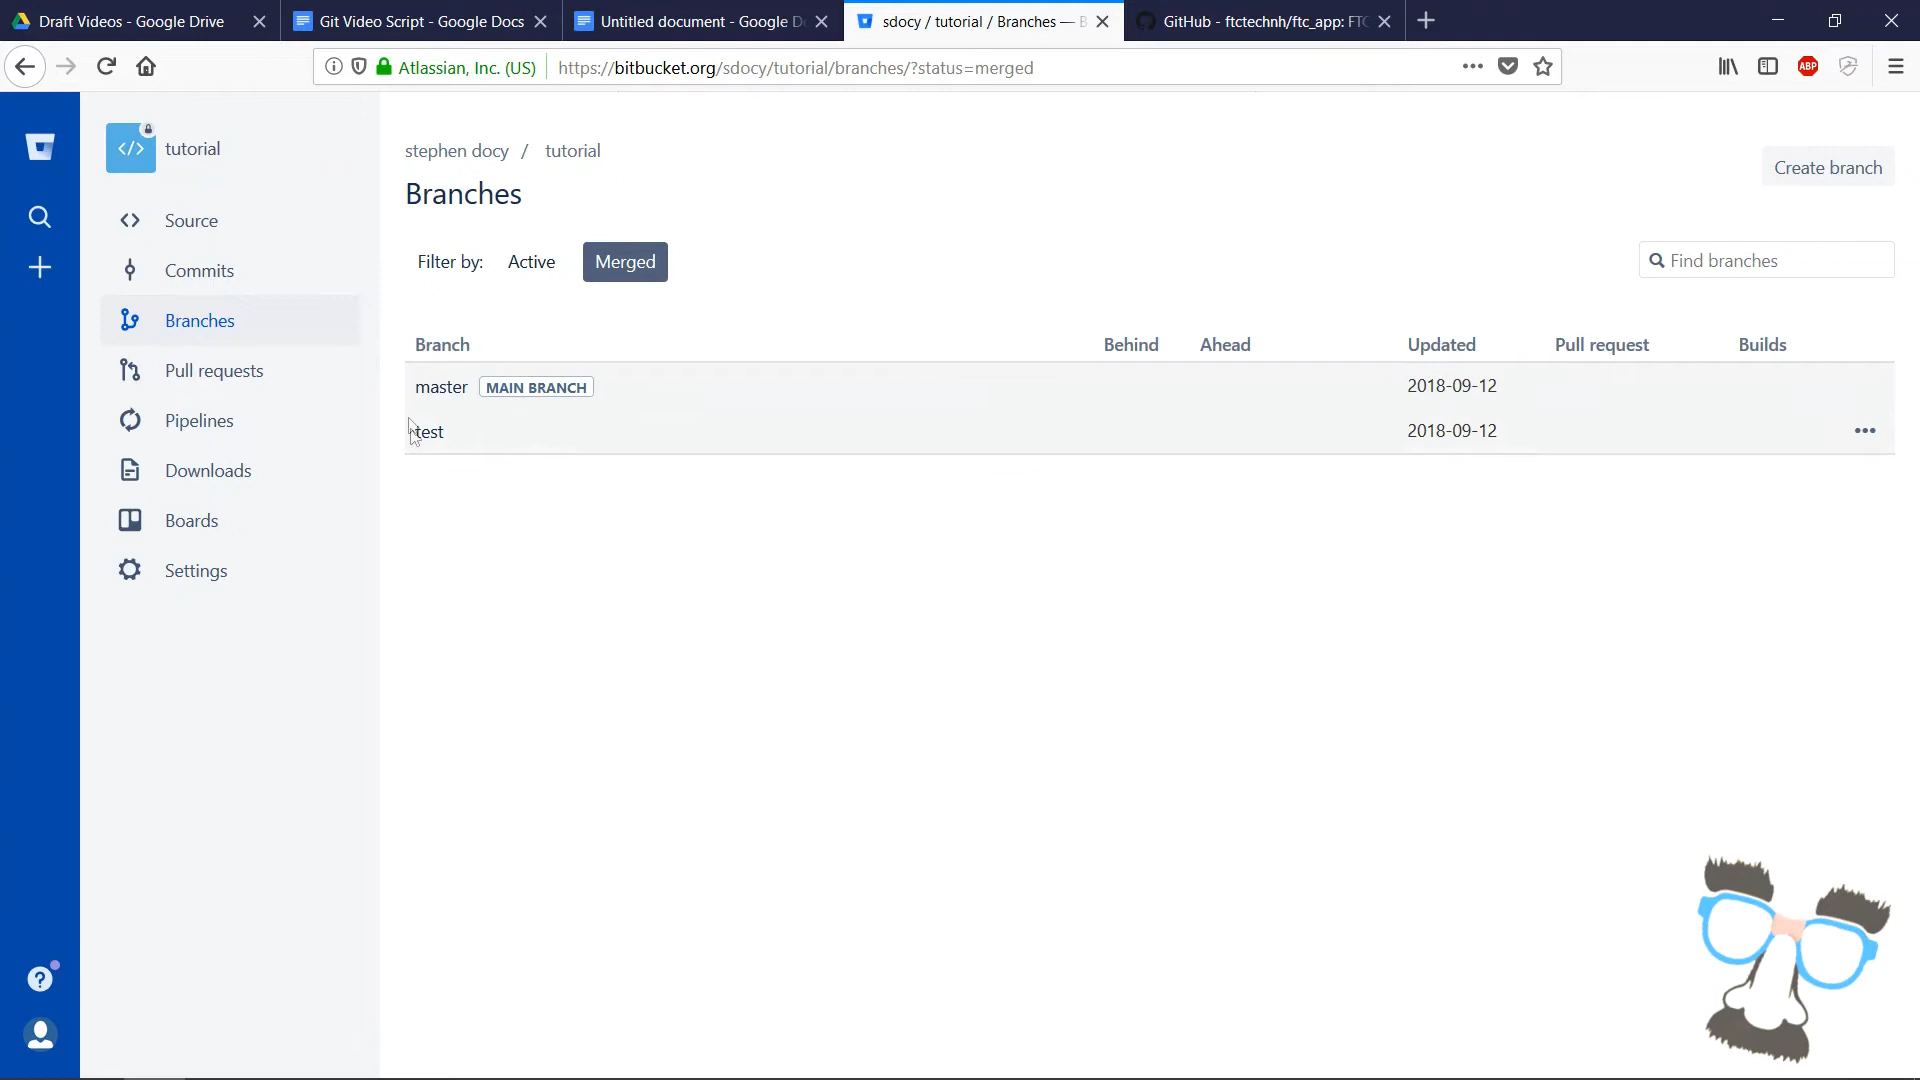 Draft Videos - Google Drive
Git Video Script - Google Docs
Untitled document - Google Do
sdocy / tutorial / Branches — B
GitHub - ftctechnh/ftc_app: FTC
Atlassian, Inc. (US)
https://bitbucket.org/sdocy/tutorial/branches/?status=merged
ABP
tutorial
Source
Commits
Branches
Pull requests
Pipelines
Downloads
Boards
Settings
stephen docy / tutorial
Create branch
Branches
Filter by: Active Merged
Find branches
Branch Behind Ahead Updated Pull request Builds
master MAIN BRANCH 2018-09-12
test 2018-09-12